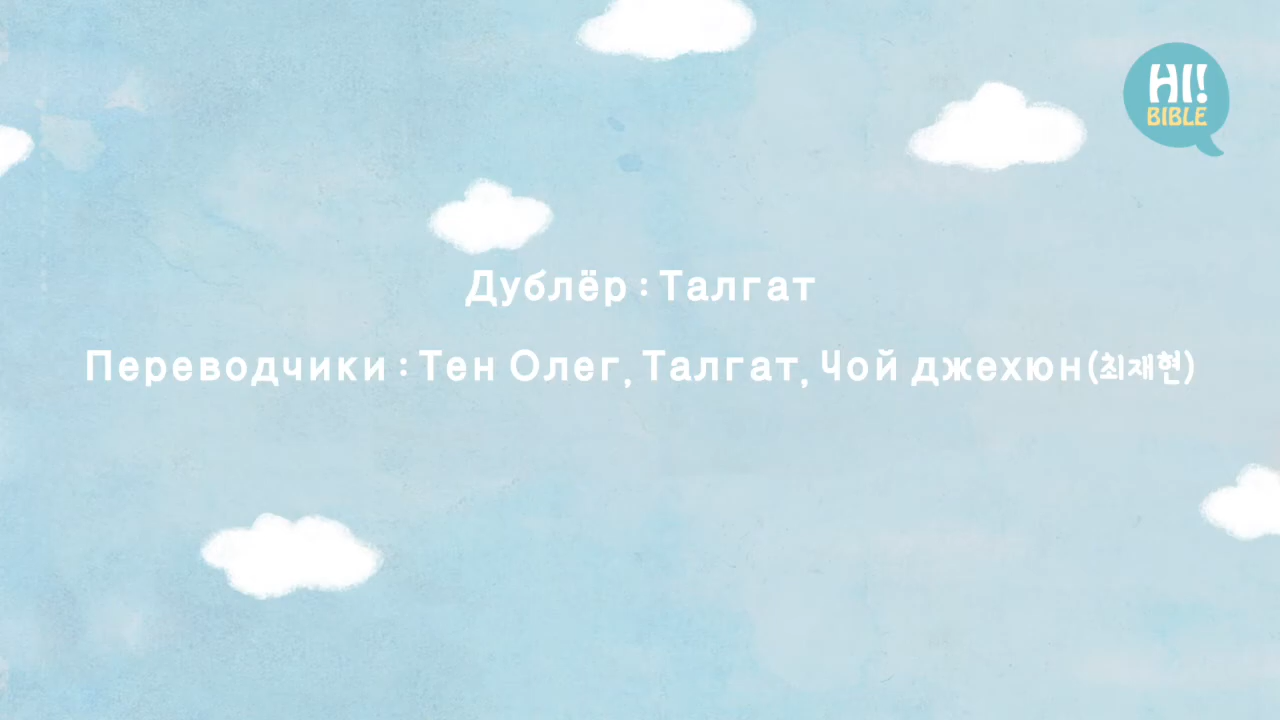 HI!
BIBLE
Дублёр : Талгат
Переводчики : Тен Олег, Талгат, Чой джехюн(최재현)